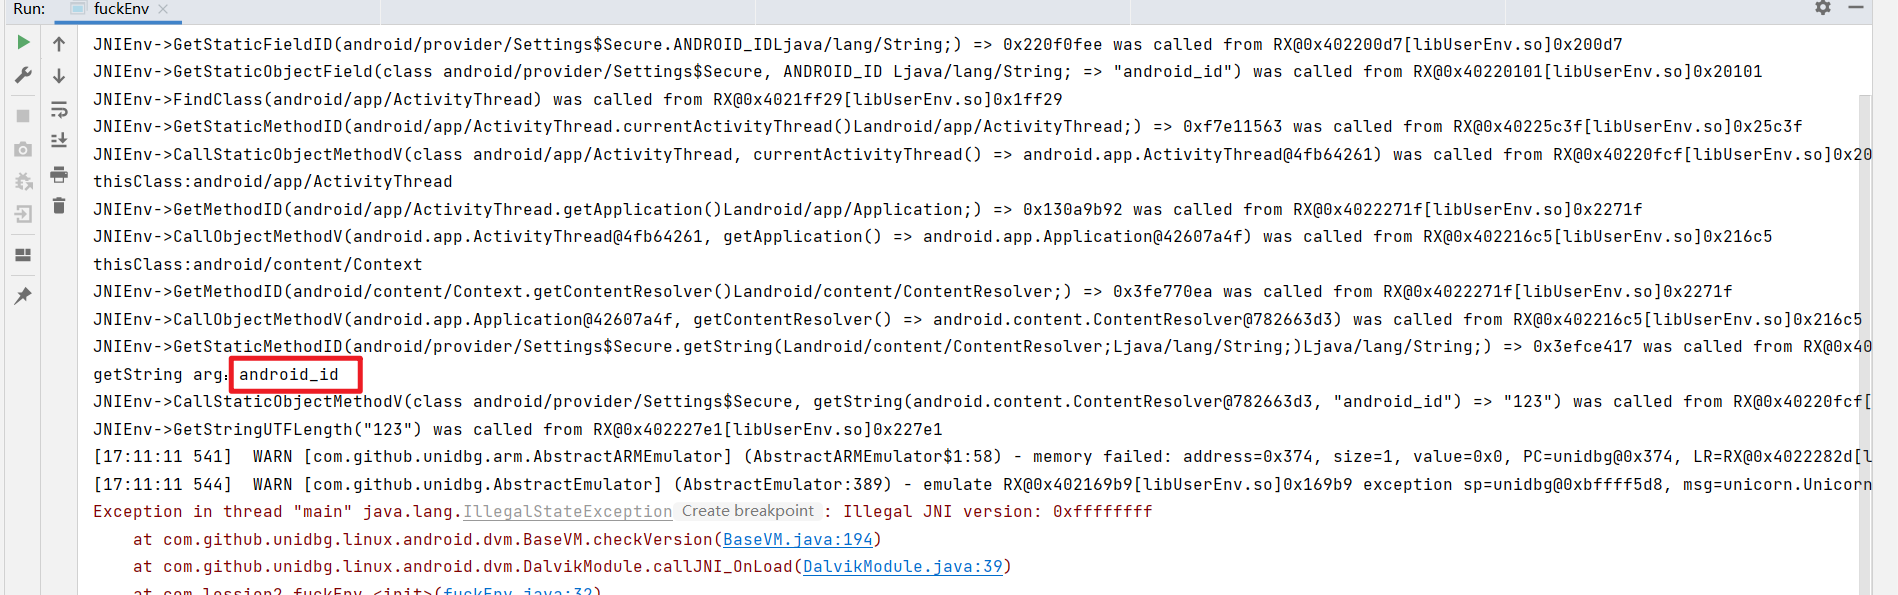 Run: fuckEnv
JNIEnv->GetStaticFieldID(android/provider/Settings$Secure.ANDROID_IDLjava/lang/String;) => 0x220f0fee was called from RX@0x402200d7[libUserEnv.so]0x200d7
JNIEnv->GetStaticObjectField(class android/provider/Settings$Secure, ANDROID_ID Ljava/lang/String; => "android_id") was called from RX@0x40220101[libUserEnv.so]0x20101
JNIEnv->FindClass(android/app/ActivityThread) was called from RX@0x4021ff29[libUserEnv.so]0x1ff29
JNIEnv->GetStaticMethodID(android/app/ActivityThread.currentActivityThread()Landroid/app/ActivityThread;) => 0xf7e11563 was called from RX@0x40225c3f[libUserEnv.so]0x25c3f
JNIEnv->CallStaticObjectMethodV(class android/app/ActivityThread, currentActivityThread() => android.app.ActivityThread@4fb64261) was called from RX@0x40220fcf[libUserEnv.so]0x20
thisClass:android/app/ActivityThread
JNIEnv->GetMethodID(android/app/ActivityThread.getApplication()Landroid/app/Application;) => 0x130a9b92 was called from RX@0x4022271f[libUserEnv.so]0x2271f
JNIEnv->CallObjectMethodV(android.app.ActivityThread@4fb64261, getApplication() => android.app.Application@42607a4f) was called from RX@0x402216c5[libUserEnv.so]0x216c5
thisClass:android/content/Context
JNIEnv->GetMethodID(android/content/Context.getContentResolver()Landroid/content/ContentResolver;) => 0x3fe770ea was called from RX@0x4022271f[libUserEnv.so]0x2271f
JNIEnv->CallObjectMethodV(android.app.Application@42607a4f, getContentResolver() => android.content.ContentResolver@782663d3) was called from RX@0x402216c5[libUserEnv.so]0x216c5
JNIEnv->GetStaticMethodID(android/provider/Settings$Secure.getString(Landroid/content/ContentResolver;Ljava/lang/String;)Ljava/lang/String;) => 0x3efce417 was called from RX@0x40
getString arg：android_id
JNIEnv->CallStaticObjectMethodV(class android/provider/Settings$Secure, getString(android.content.ContentResolver@782663d3, "android_id") => "123") was called from RX@0x40220fcf[
JNIEnv->GetStringUTFLength("123") was called from RX@0x402227e1[libUserEnv.so]0x227e1
[17:11:11 541]  WARN [com.github.unidbg.arm.AbstractARMEmulator] (AbstractARMEmulator$1:58) - memory failed: address=0x374, size=1, value=0x0, PC=unidbg@0x374, LR=RX@0x4022282d[l
[17:11:11 544]  WARN [com.github.unidbg.AbstractEmulator] (AbstractEmulator:389) - emulate RX@0x402169b9[libUserEnv.so]0x169b9 exception sp=unidbg@0xbffff5d8, msg=unicorn.Unicorn
Exception in thread "main" java.lang.IllegalStateException Create breakpoint : Illegal JNI version: 0xffffffff
at com.github.unidbg.linux.android.dvm.BaseVM.checkVersion(BaseVM.java:194)
at com.github.unidbg.linux.android.dvm.DalvikModule.callJNI_OnLoad(DalvikModule.java:39)
at com.lession2.fuckEnv.<init>(fuckEnv.java:32)